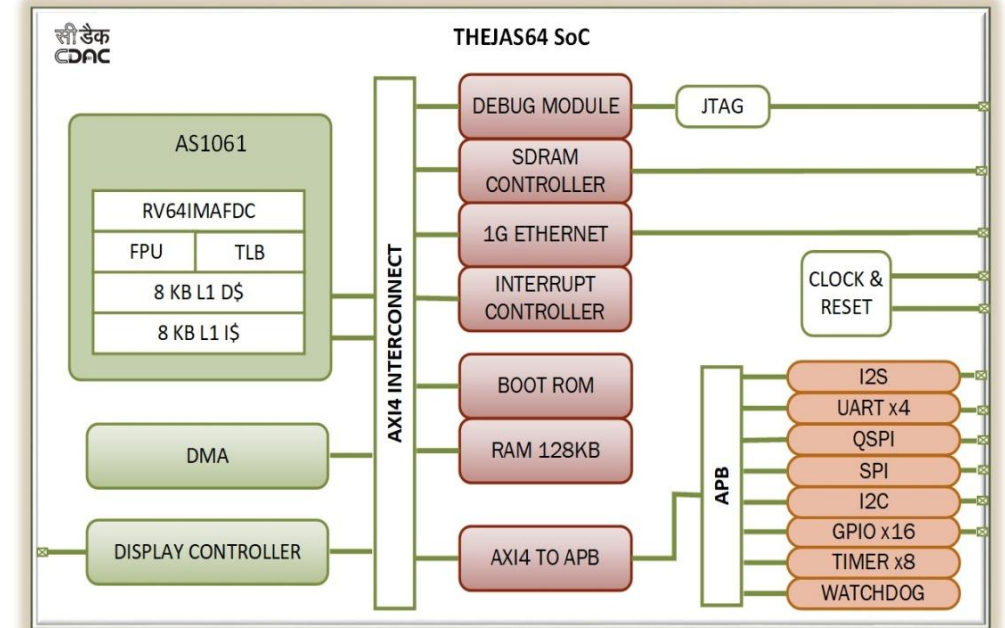 सी डैक
CDAC
THEJAS64 SoC
AS1061
RV64IMAFDC
FPU
TLB
8 KB L1 D$
8 KB L1 I$
DMA
DISPLAY CONTROLLER
AXI4 INTERCONNECT
DEBUG MODULE
JTAG
SDRAM
CONTROLLER
1G ETHERNET
INTERRUPT
CONTROLLER
BOOT ROM
RAM 128KB
AXI4 TO APB
CLOCK &
RESET
APB
I2S
UART x4
QSPI
SPI
I2C
GPIO x16
TIMER x8
WATCHDOG